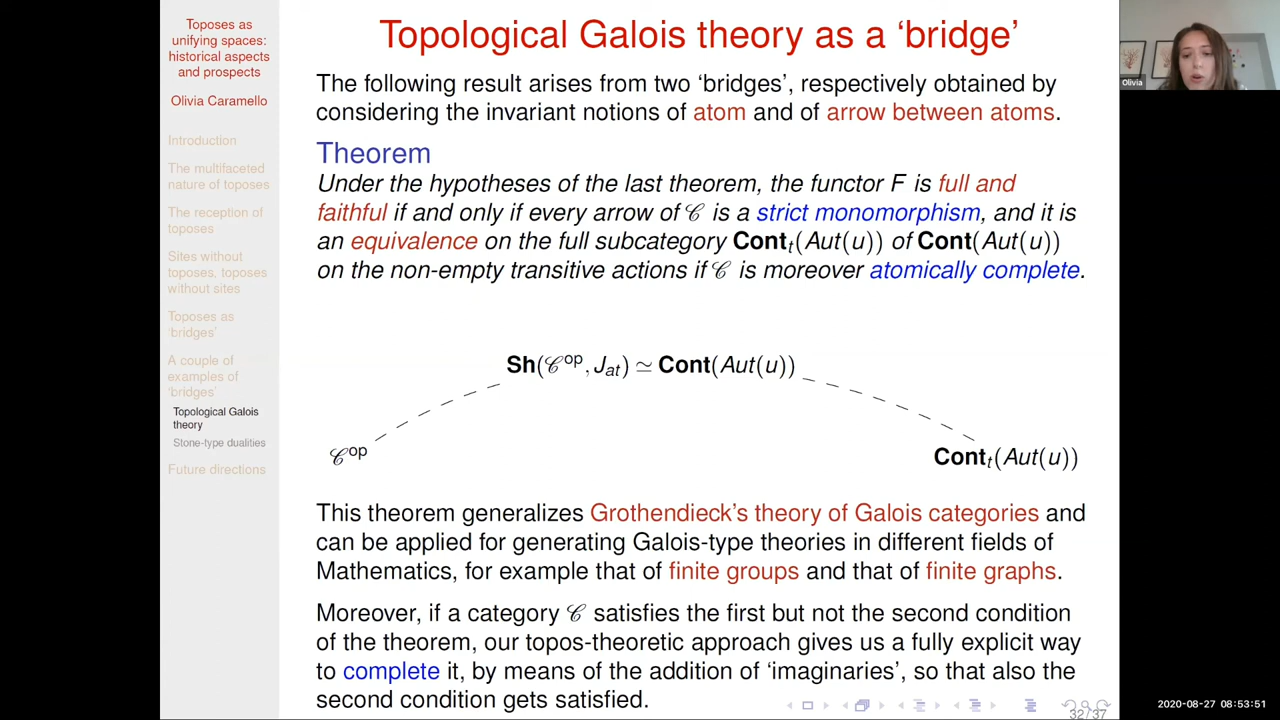 Toposes as
unifying spaces:
historical aspects
and prospects
Olivia Caramello
Introduction
The multifaceted
nature of toposes
The reception of
toposes
Sites without
toposes, toposes
without sites
Toposes as
‘bridges’
A couple of
examples of
‘bridges’
Topological Galois
theory
Stone-type dualities
Future directions
Topological Galois theory as a ‘bridge’
The following result arises from two ‘bridges’, respectively obtained by
considering the invariant notions of atom and of arrow between atoms.
Theorem
Under the hypotheses of the last theorem, the functor F is full and
faithful if and only if every arrow of 𝒞 is a strict monomorphism, and it is
an equivalence on the full subcategory Contₜ(Aut(u)) of Cont(Aut(u))
on the non-empty transitive actions if 𝒞 is moreover atomically complete.
Sh(𝒞ᵒᵖ, J_at) ≃ Cont(Aut(u))
𝒞ᵒᵖ
Contₜ(Aut(u))
This theorem generalizes Grothendieck’s theory of Galois categories and
can be applied for generating Galois-type theories in different fields of
Mathematics, for example that of finite groups and that of finite graphs.
Moreover, if a category 𝒞 satisfies the first but not the second condition
of the theorem, our topos-theoretic approach gives us a fully explicit way
to complete it, by means of the addition of ‘imaginaries’, so that also the
second condition gets satisfied.
32/37
Olivia
2020-08-27 08:53:51